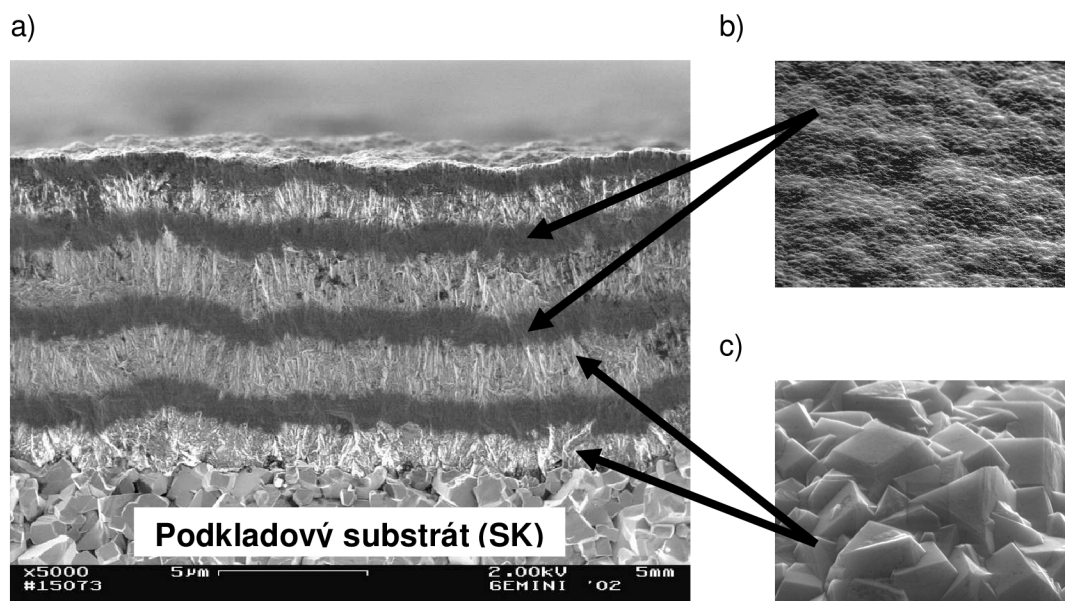 a)
b)
c)
Podkladový substrát (SK)
x5000 5µm 2.00kV 5mm
#15073 GEMINI '02